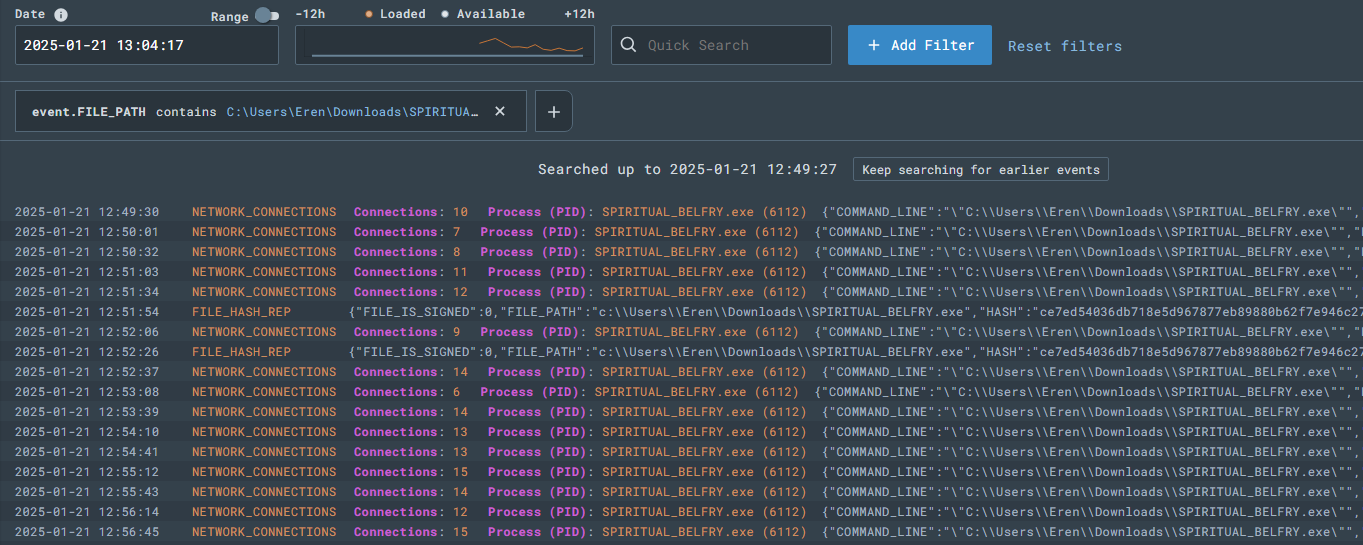 Date Range -12h Loaded Available +12h
2025-01-21 13:04:17 Quick Search + Add Filter Reset filters
event.FILE_PATH contains C:\Users\Eren\Downloads\SPIRITUA… × +
Searched up to 2025-01-21 12:49:27 Keep searching for earlier events
2025-01-21 12:49:30 NETWORK_CONNECTIONS Connections: 10 Process (PID): SPIRITUAL_BELFRY.exe (6112) {"COMMAND_LINE":"\"C:\\Users\\Eren\\Downloads\\SPIRITUAL_BELFRY.exe\"",
2025-01-21 12:50:01 NETWORK_CONNECTIONS Connections: 7 Process (PID): SPIRITUAL_BELFRY.exe (6112) {"COMMAND_LINE":"\"C:\\Users\\Eren\\Downloads\\SPIRITUAL_BELFRY.exe\"","
2025-01-21 12:50:32 NETWORK_CONNECTIONS Connections: 8 Process (PID): SPIRITUAL_BELFRY.exe (6112) {"COMMAND_LINE":"\"C:\\Users\\Eren\\Downloads\\SPIRITUAL_BELFRY.exe\"","
2025-01-21 12:51:03 NETWORK_CONNECTIONS Connections: 11 Process (PID): SPIRITUAL_BELFRY.exe (6112) {"COMMAND_LINE":"\"C:\\Users\\Eren\\Downloads\\SPIRITUAL_BELFRY.exe\"",
2025-01-21 12:51:34 NETWORK_CONNECTIONS Connections: 12 Process (PID): SPIRITUAL_BELFRY.exe (6112) {"COMMAND_LINE":"\"C:\\Users\\Eren\\Downloads\\SPIRITUAL_BELFRY.exe\"",
2025-01-21 12:51:54 FILE_HASH_REP {"FILE_IS_SIGNED":0,"FILE_PATH":"c:\\Users\\Eren\\Downloads\\SPIRITUAL_BELFRY.exe","HASH":"ce7ed54036db718e5d967877eb89880b62f7e946c27
2025-01-21 12:52:06 NETWORK_CONNECTIONS Connections: 9 Process (PID): SPIRITUAL_BELFRY.exe (6112) {"COMMAND_LINE":"\"C:\\Users\\Eren\\Downloads\\SPIRITUAL_BELFRY.exe\"","
2025-01-21 12:52:26 FILE_HASH_REP {"FILE_IS_SIGNED":0,"FILE_PATH":"c:\\Users\\Eren\\Downloads\\SPIRITUAL_BELFRY.exe","HASH":"ce7ed54036db718e5d967877eb89880b62f7e946c27
2025-01-21 12:52:37 NETWORK_CONNECTIONS Connections: 14 Process (PID): SPIRITUAL_BELFRY.exe (6112) {"COMMAND_LINE":"\"C:\\Users\\Eren\\Downloads\\SPIRITUAL_BELFRY.exe\"",
2025-01-21 12:53:08 NETWORK_CONNECTIONS Connections: 6 Process (PID): SPIRITUAL_BELFRY.exe (6112) {"COMMAND_LINE":"\"C:\\Users\\Eren\\Downloads\\SPIRITUAL_BELFRY.exe\"","
2025-01-21 12:53:39 NETWORK_CONNECTIONS Connections: 14 Process (PID): SPIRITUAL_BELFRY.exe (6112) {"COMMAND_LINE":"\"C:\\Users\\Eren\\Downloads\\SPIRITUAL_BELFRY.exe\"",
2025-01-21 12:54:10 NETWORK_CONNECTIONS Connections: 13 Process (PID): SPIRITUAL_BELFRY.exe (6112) {"COMMAND_LINE":"\"C:\\Users\\Eren\\Downloads\\SPIRITUAL_BELFRY.exe\"",
2025-01-21 12:54:41 NETWORK_CONNECTIONS Connections: 13 Process (PID): SPIRITUAL_BELFRY.exe (6112) {"COMMAND_LINE":"\"C:\\Users\\Eren\\Downloads\\SPIRITUAL_BELFRY.exe\"",
2025-01-21 12:55:12 NETWORK_CONNECTIONS Connections: 15 Process (PID): SPIRITUAL_BELFRY.exe (6112) {"COMMAND_LINE":"\"C:\\Users\\Eren\\Downloads\\SPIRITUAL_BELFRY.exe\"",
2025-01-21 12:55:43 NETWORK_CONNECTIONS Connections: 14 Process (PID): SPIRITUAL_BELFRY.exe (6112) {"COMMAND_LINE":"\"C:\\Users\\Eren\\Downloads\\SPIRITUAL_BELFRY.exe\"",
2025-01-21 12:56:14 NETWORK_CONNECTIONS Connections: 12 Process (PID): SPIRITUAL_BELFRY.exe (6112) {"COMMAND_LINE":"\"C:\\Users\\Eren\\Downloads\\SPIRITUAL_BELFRY.exe\"",
2025-01-21 12:56:45 NETWORK_CONNECTIONS Connections: 15 Process (PID): SPIRITUAL_BELFRY.exe (6112) {"COMMAND_LINE":"\"C:\\Users\\Eren\\Downloads\\SPIRITUAL_BELFRY.exe\"",